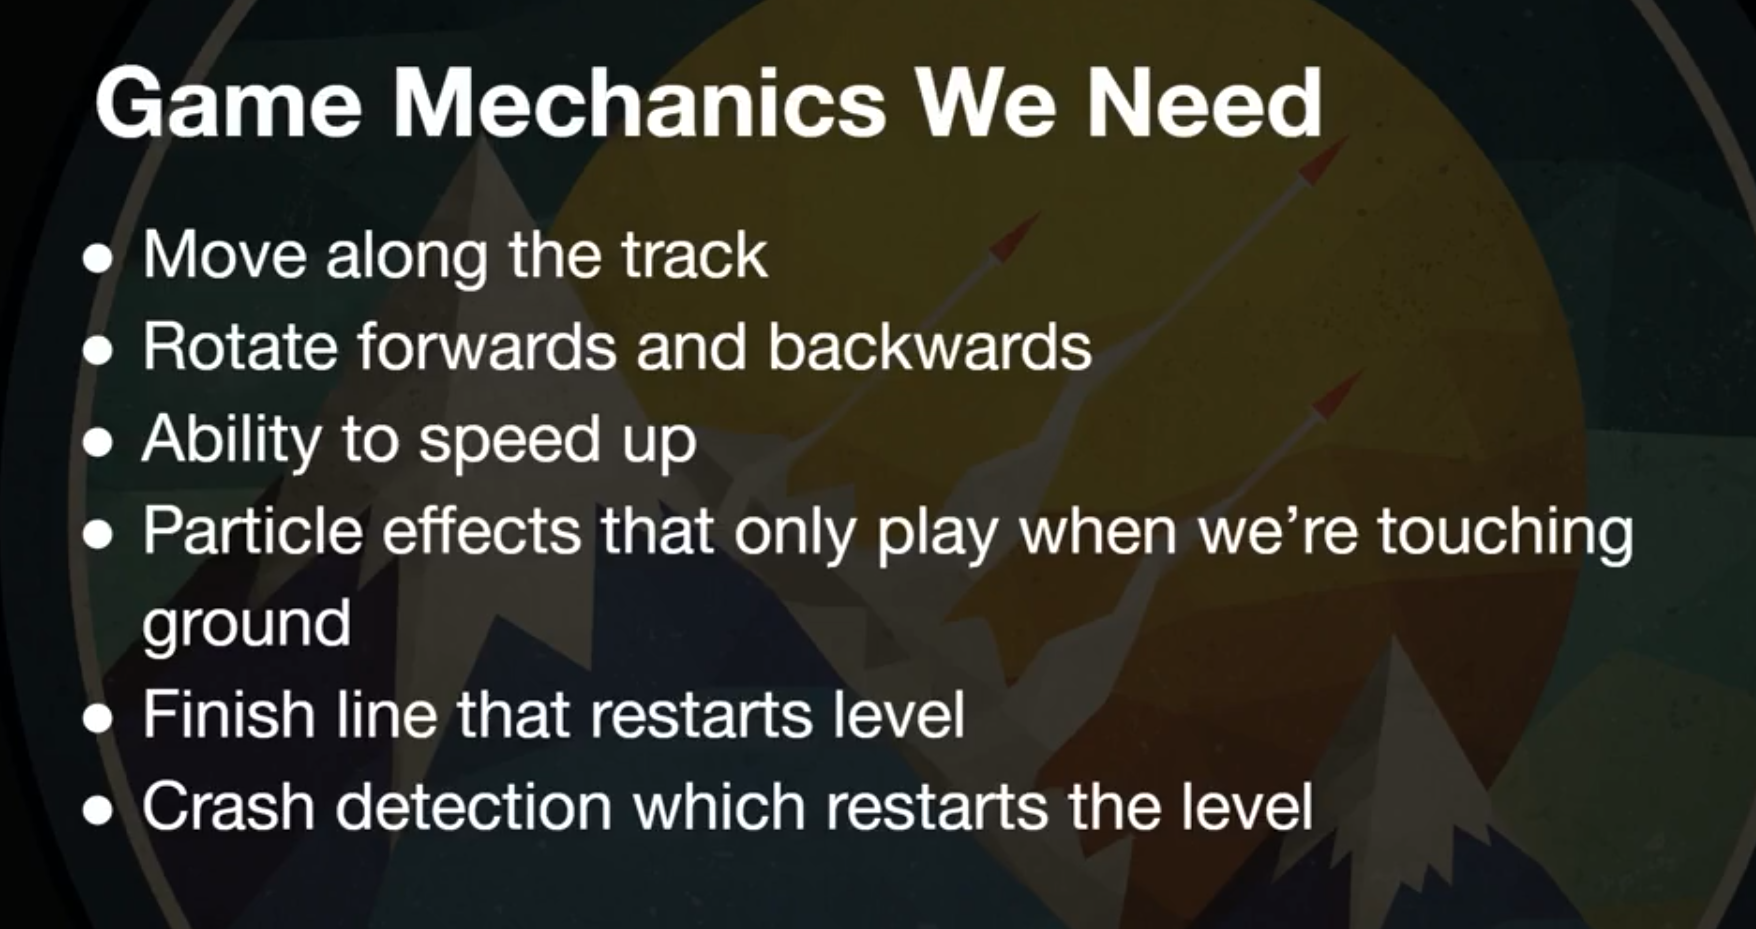 Game Mechanics We Need
● Move along the track
● Rotate forwards and backwards
● Ability to speed up
● Particle effects that only play when we’re touching
ground
● Finish line that restarts level
● Crash detection which restarts the level